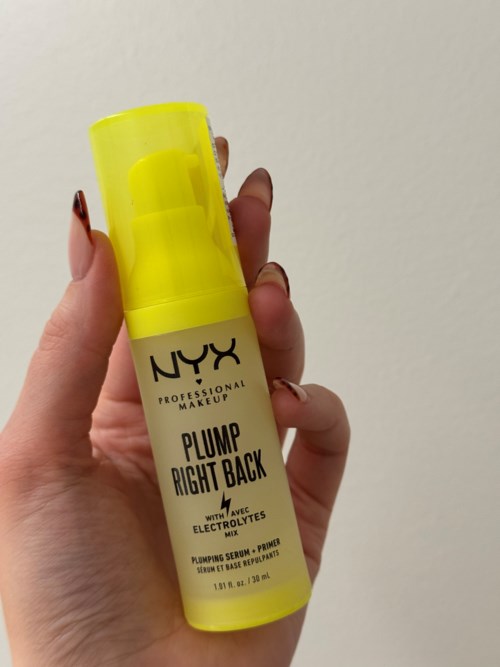 NYX
PROFESSIONAL
MAKEUP
PLUMP
RIGHT BACK
WITH AVEC
ELECTROLYTES
MIX
PLUMPING SERUM + PRIMER
SÉRUM ET BASE REPULPANTS
1.01 fl. oz. / 30 ml